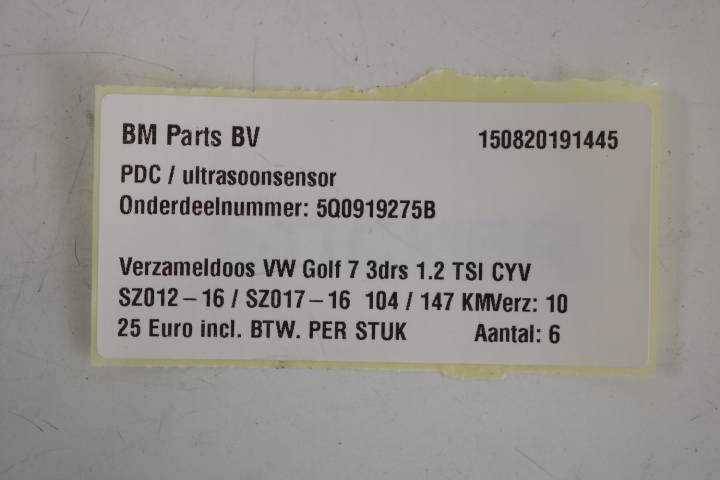 BM Parts BV 150820191445
PDC / ultrasoonsensor
Onderdeelnummer: 5Q0919275B
Verzameldoos VW Golf 7 3drs 1.2 TSI CYV
SZ012-16 / SZ017-16 104 / 147 KMVerz: 10
25 Euro incl. BTW. PER STUK Aantal: 6